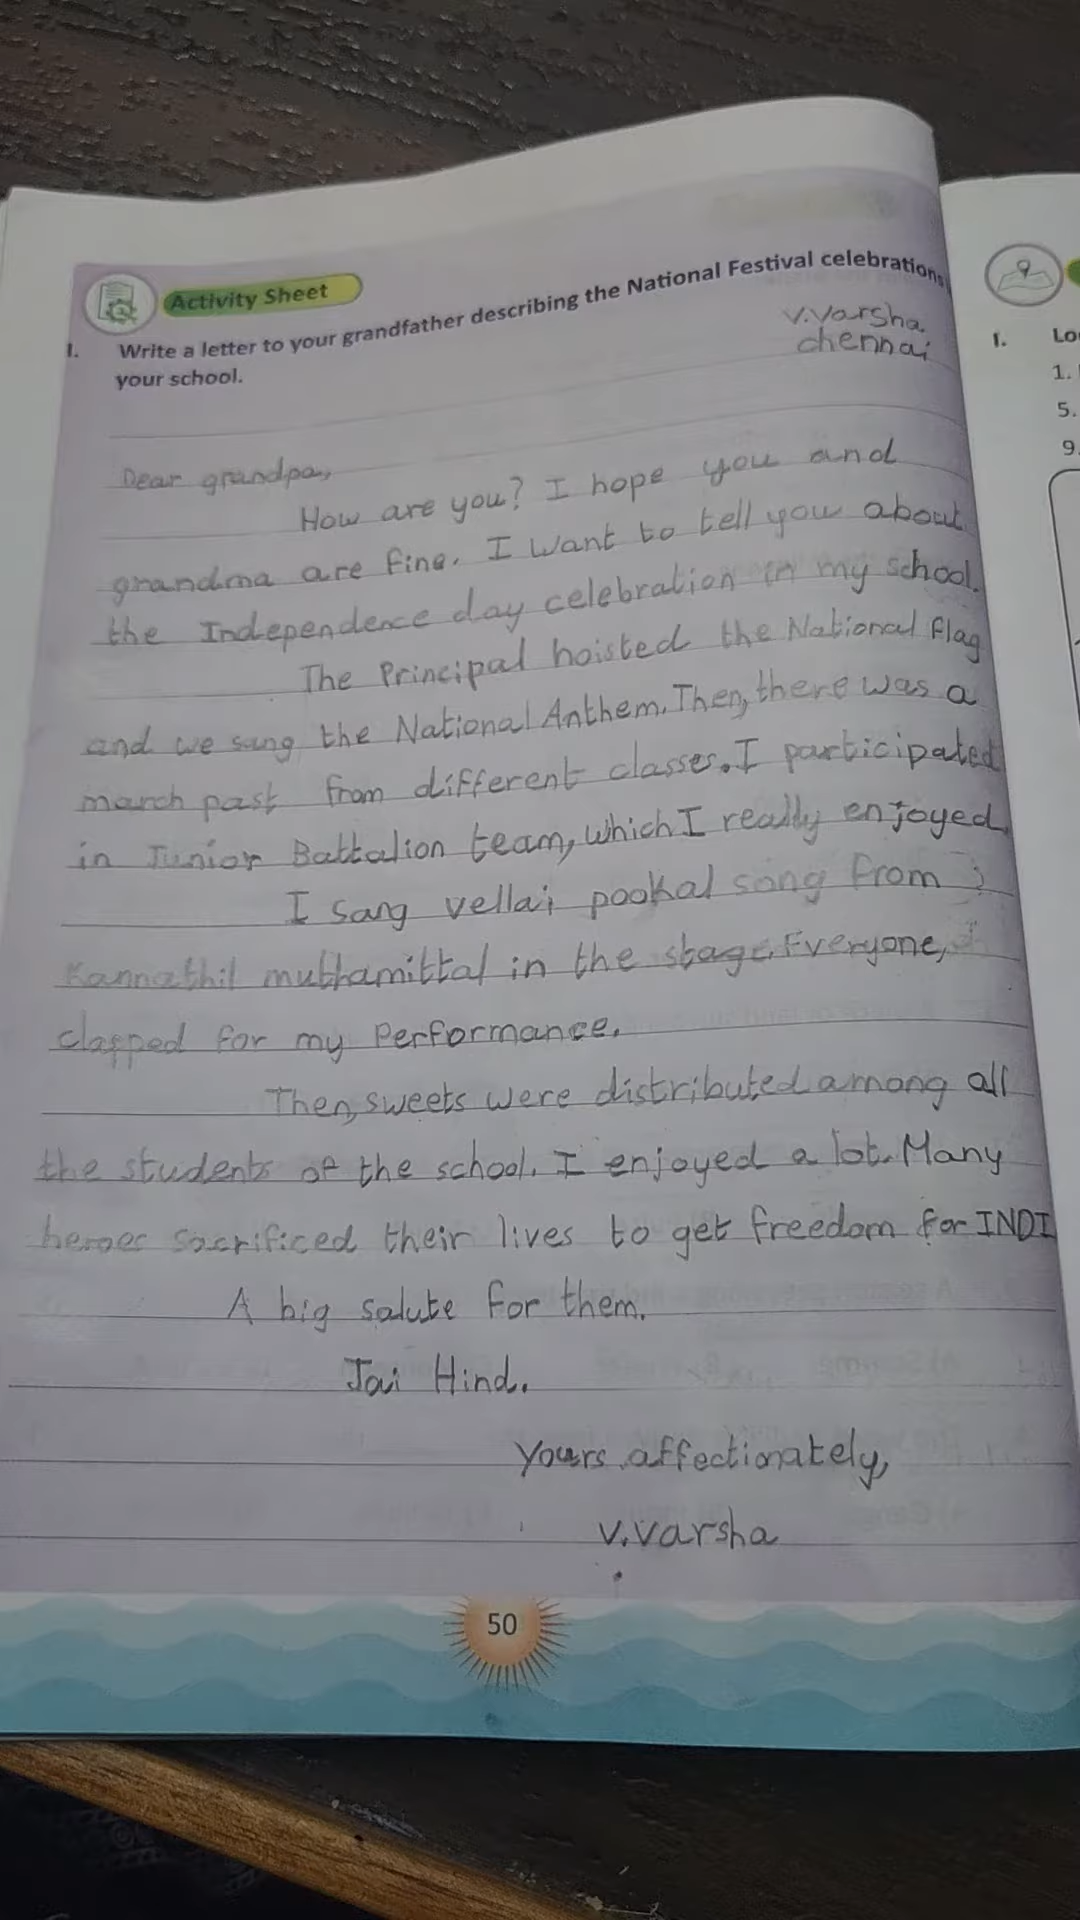 Activity Sheet
I. Write a letter to your grandfather describing the National Festival celebrations
your school.
V.Varsha
chennai
Dear grandpa,
How are you? I hope you and
grandma are fine. I want to tell you about
the Independence day celebration in my school.
The Principal hoisted the National flag
and we sang the National Anthem. Then, there was a
march past from different classes. I participated
in Junior Battalion team, which I really enjoyed.
I sang vellai pookal song from
Kannathil muthamittal in the stage. Everyone,
clapped for my Performance.
Then, sweets were distributed among all
the students of the school. I enjoyed a lot. Many
heroes sacrificed their lives to get freedom for INDI
A big salute for them.
Jai Hind.
Yours affectionately,
V.Varsha
50
I. Lo
1.
5.
9.